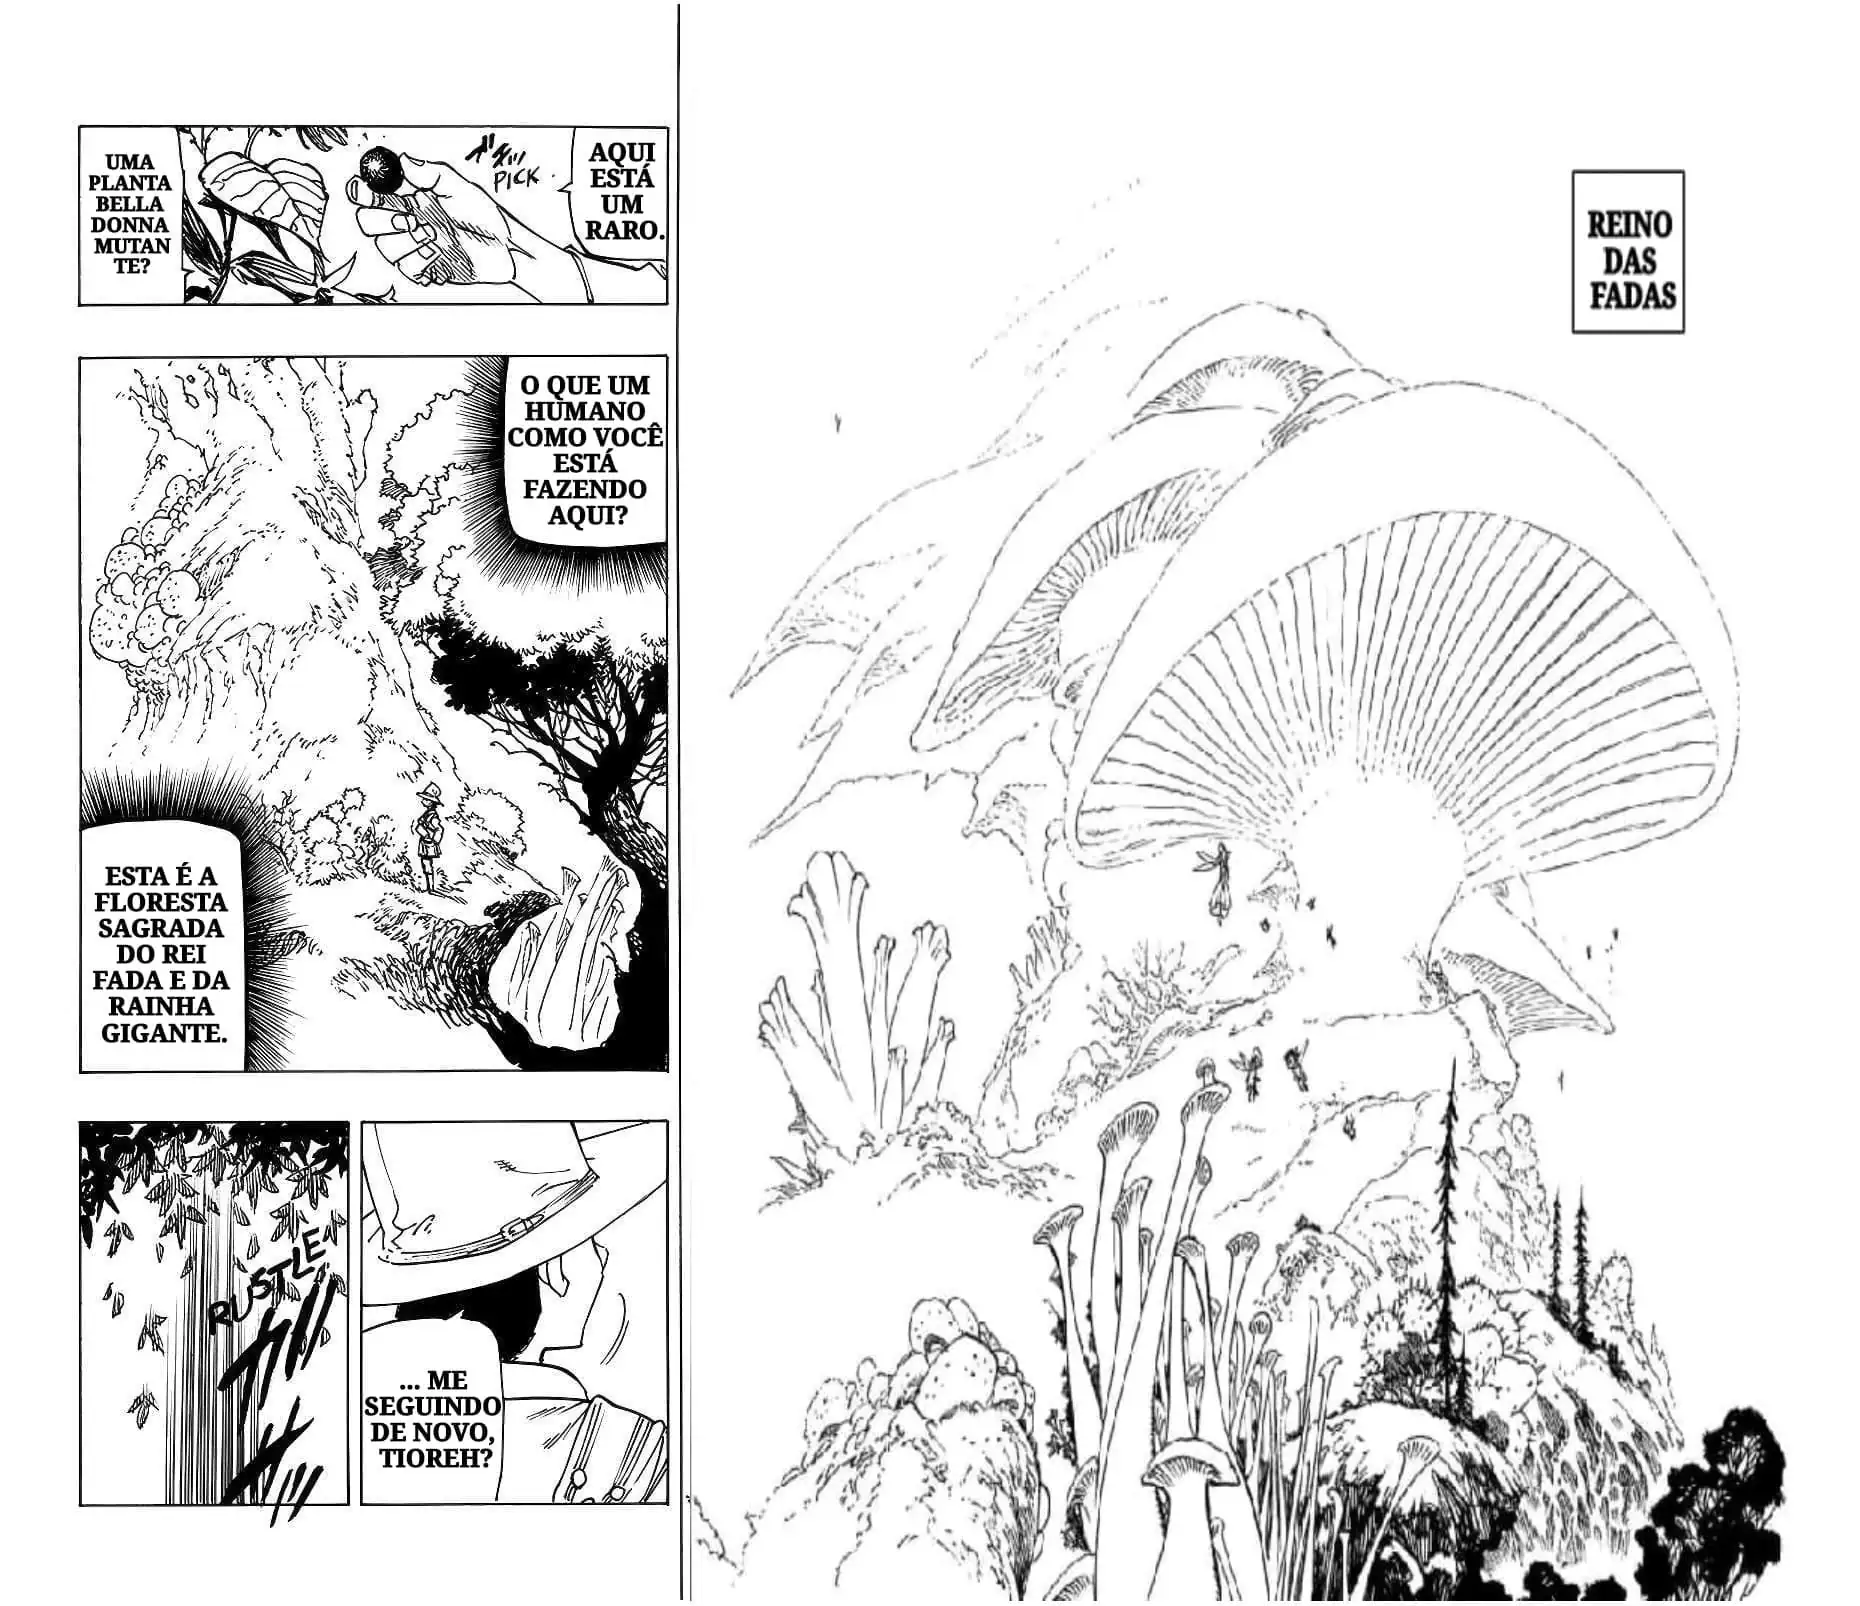 REINO
DAS
FADAS
AQUI
ESTÁ
UM
RARO.
PICK
UMA
PLANTA
BELLA
DONNA
MUTAN
TE?
O QUE UM
HUMANO
COMO VOCÊ
ESTÁ
FAZENDO
AQUI?
ESTA É A
FLORESTA
SAGRADA
DO REI
FADA E DA
RAINHA
GIGANTE.
... ME
SEGUINDO
DE NOVO,
TIOREH?
RUSTLE